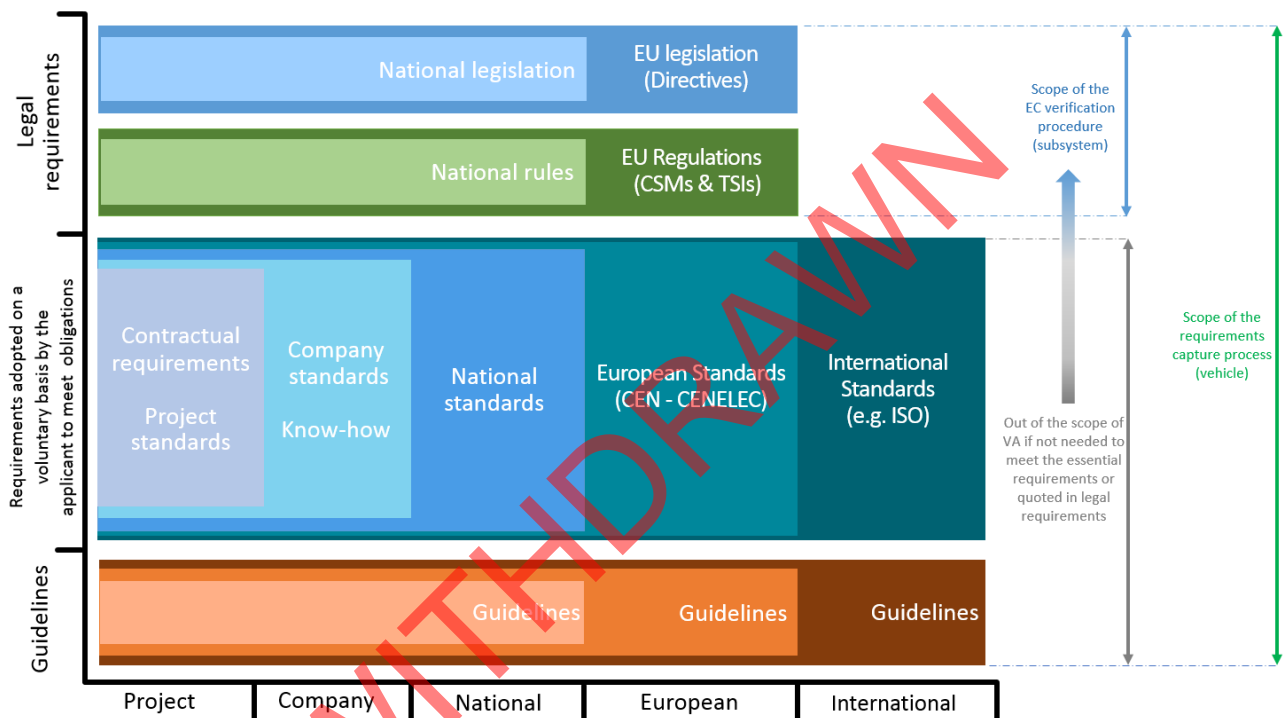 Legal
requirements
National legislation
EU legislation
(Directives)
National rules
EU Regulations
(CSMs & TSIs)
Scope of the
EC verification
procedure
(subsystem)
Scope of the
requirements
capture process
(vehicle)
Requirements adopted on a
voluntary basis by the
applicant to meet obligations
Contractual
requirements
Project
standards
Company
standards
Know-how
National
standards
European Standards
(CEN - CENELEC)
International
Standards
(e.g. ISO)
Out of the scope of
VA if not needed to
meet the essential
requirements or
quoted in legal
requirements
Guidelines
Guidelines
Guidelines
Guidelines
Project
Company
National
European
International
WITHDRAWN